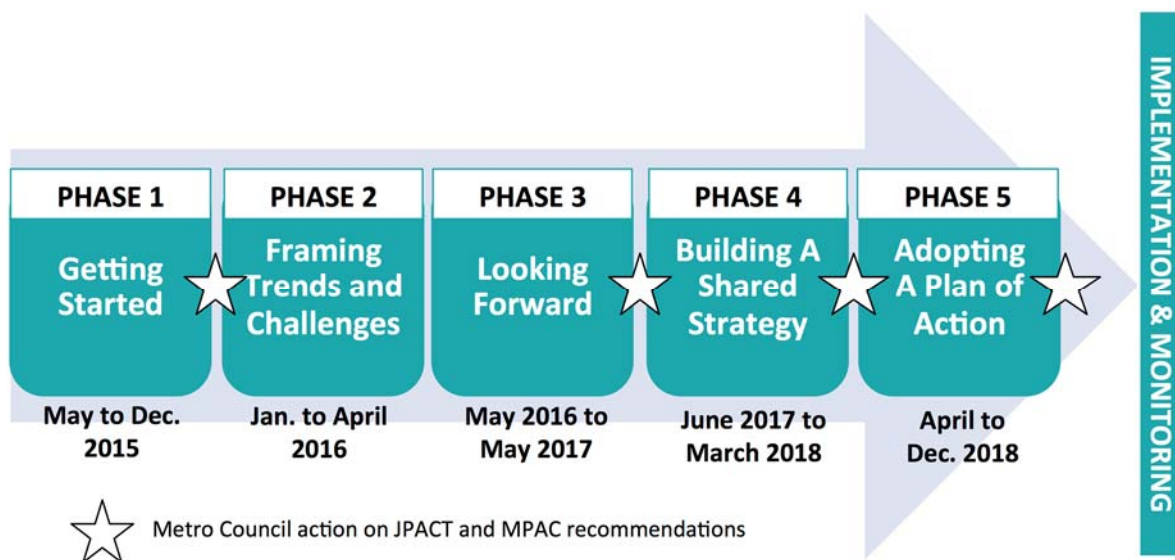 PHASE 1
Getting
Started
May to Dec.
2015
PHASE 2
Framing
Trends and
Challenges
Jan. to April
2016
PHASE 3
Looking
Forward
May 2016 to
May 2017
PHASE 4
Building A
Shared
Strategy
June 2017 to
March 2018
PHASE 5
Adopting
A Plan of
Action
April to
Dec. 2018
IMPLEMENTATION & MONITORING
Metro Council action on JPACT and MPAC recommendations